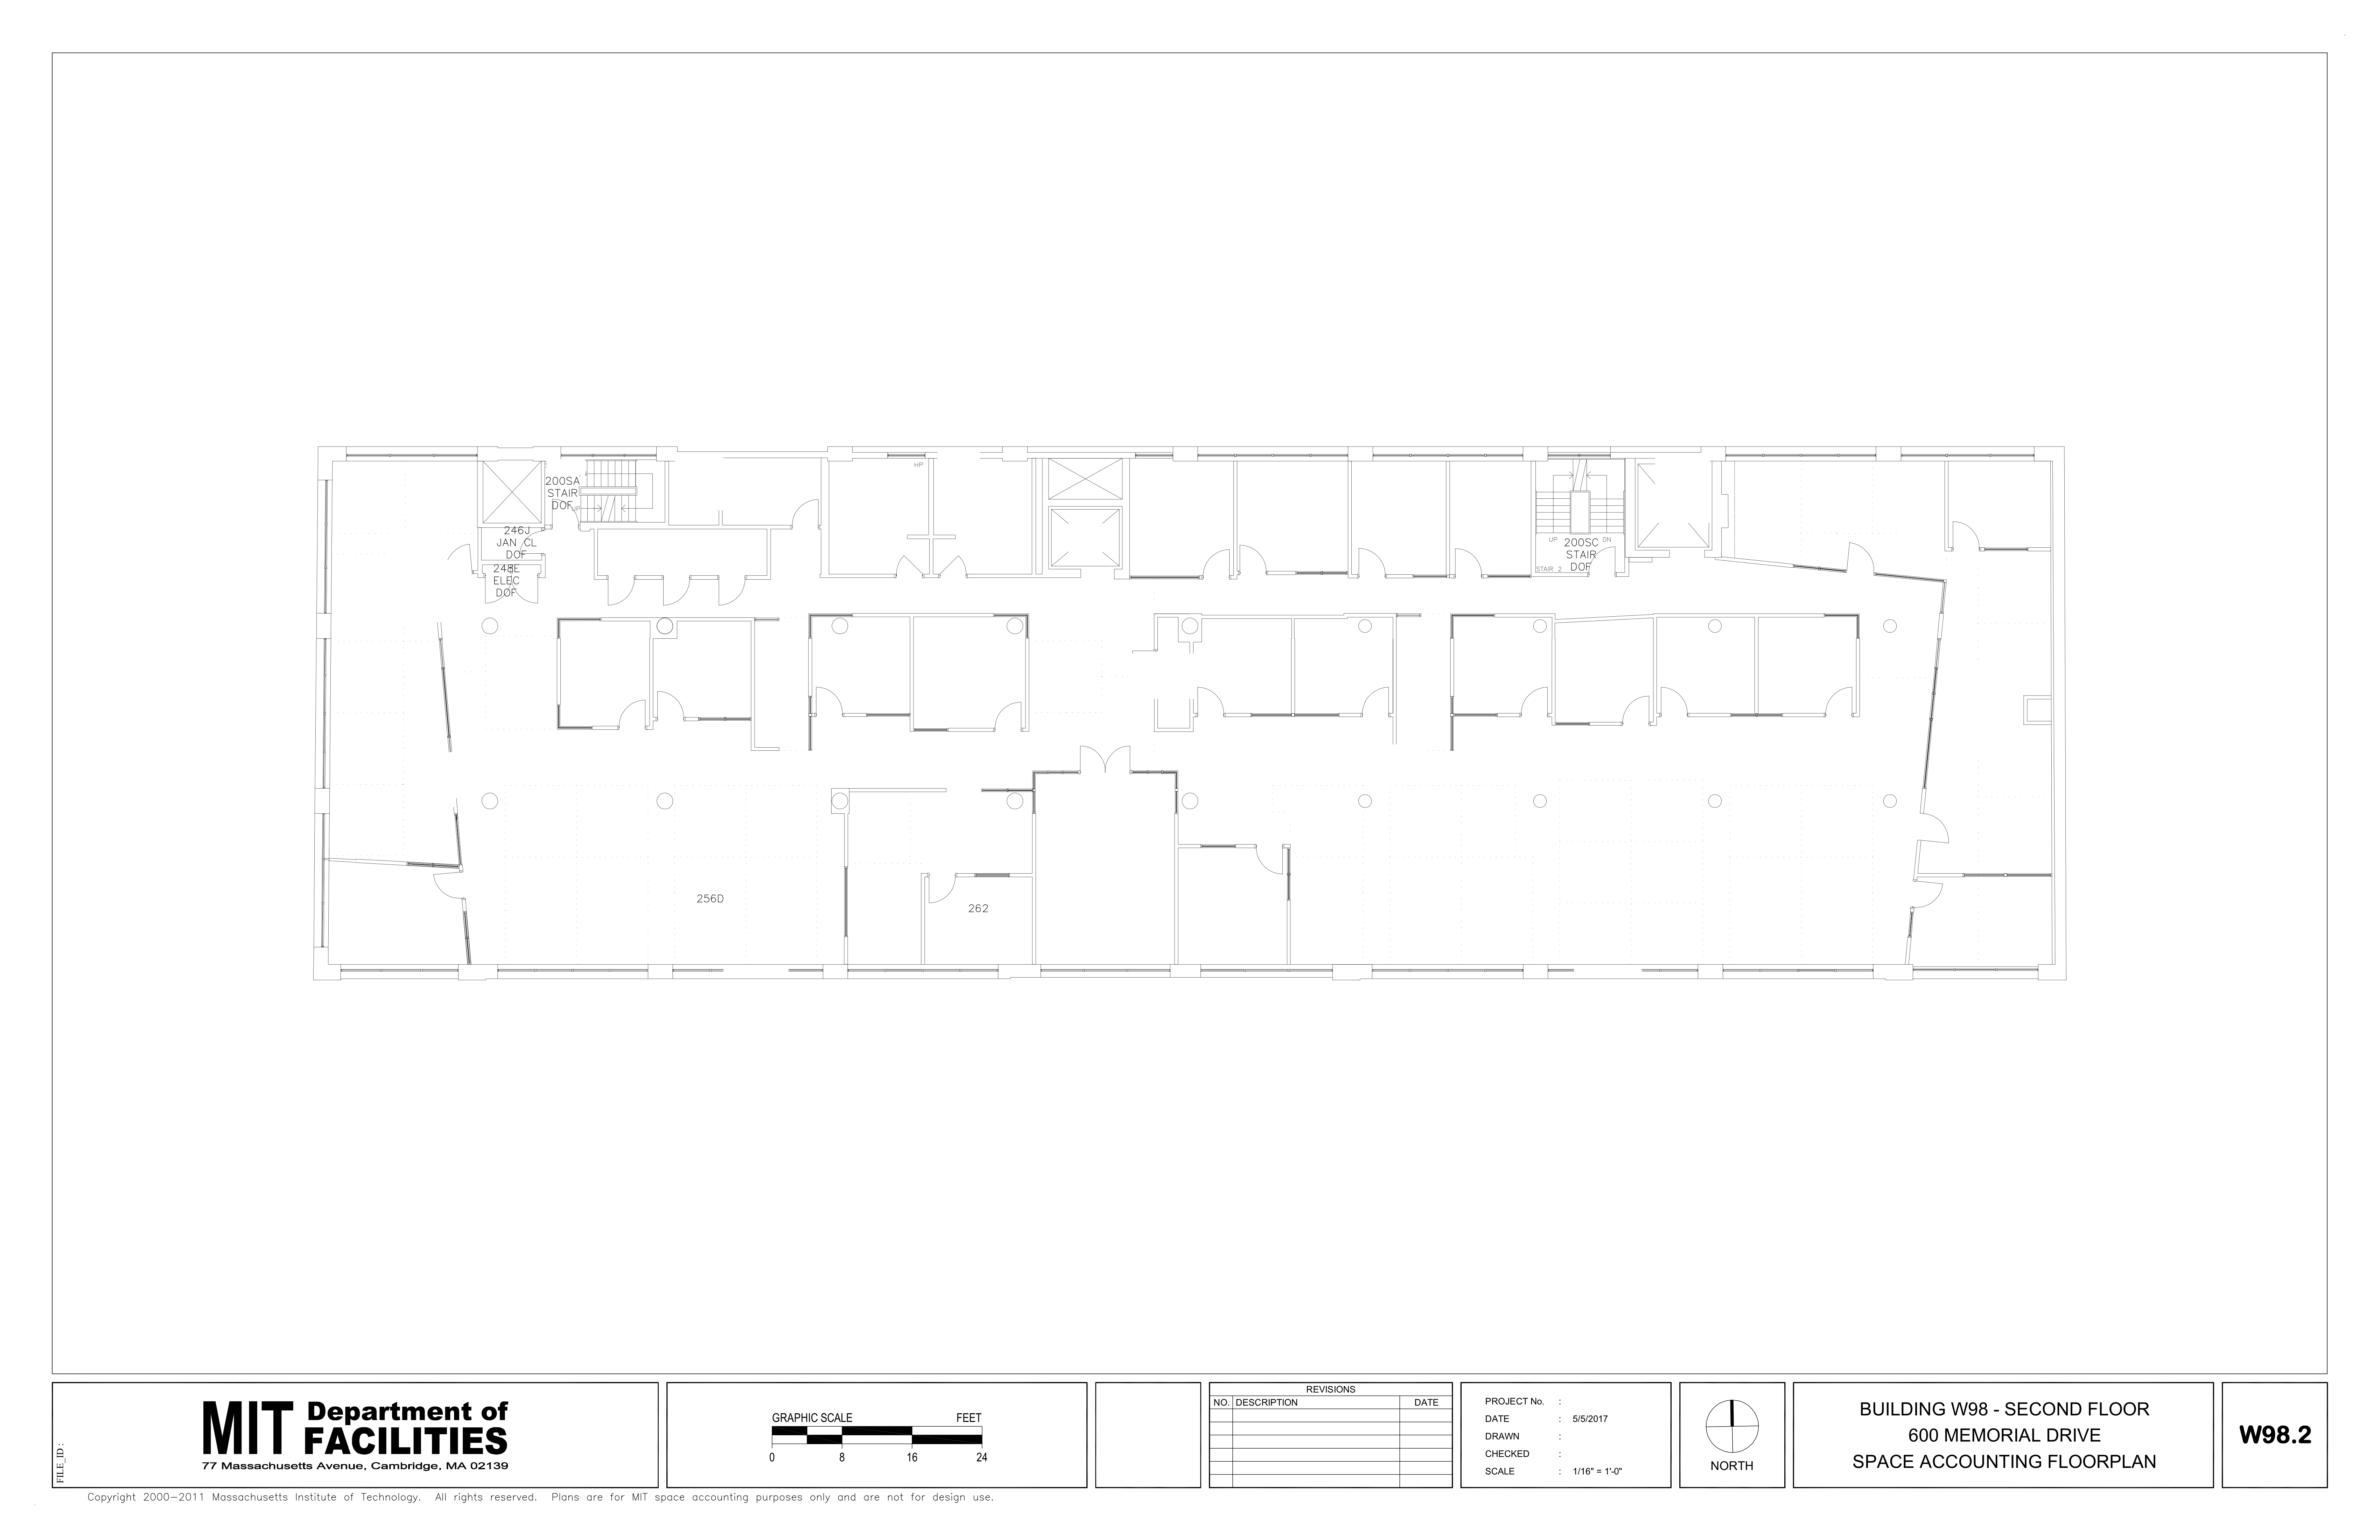 HP
200SA
STAIR
DOF
UP
246J
JAN CL
DOF
248E
ELEC
DOF
UP
200SC
DN
STAIR
DOF
STAIR 2
256D
262
FILE_ID :
MIT Department of
FACILITIES
77 Massachusetts Avenue, Cambridge, MA 02139
GRAPHIC SCALE FEET
0 8 16 24
REVISIONS
NO. DESCRIPTION DATE
PROJECT No. :
DATE : 5/5/2017
DRAWN :
CHECKED :
SCALE : 1/16" = 1'-0"
NORTH
BUILDING W98 - SECOND FLOOR
600 MEMORIAL DRIVE
SPACE ACCOUNTING FLOORPLAN
W98.2
Copyright 2000-2011 Massachusetts Institute of Technology. All rights reserved. Plans are for MIT space accounting purposes only and are not for design use.